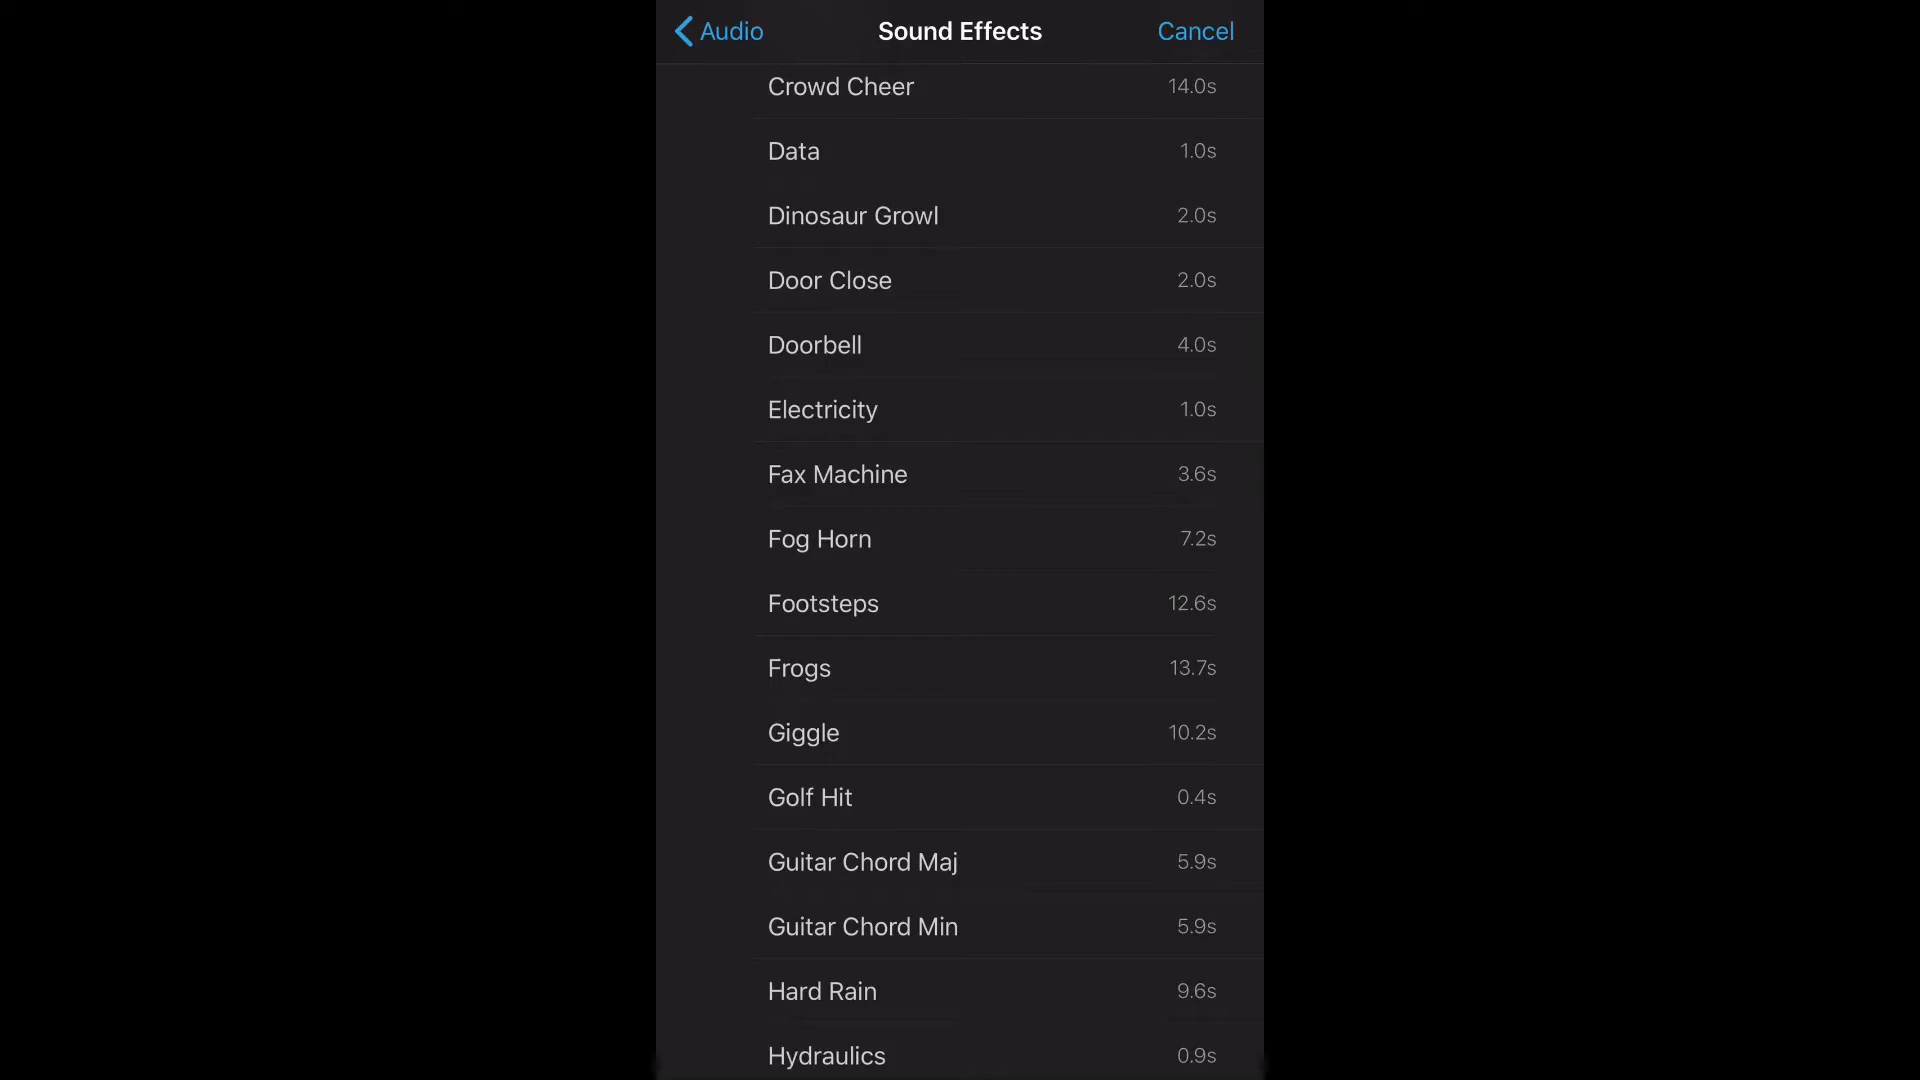 Audio Sound Effects Cancel
Crowd Cheer 14.0s
Data 1.0s
Dinosaur Growl 2.0s
Door Close 2.0s
Doorbell 4.0s
Electricity 1.0s
Fax Machine 3.6s
Fog Horn 7.2s
Footsteps 12.6s
Frogs 13.7s
Giggle 10.2s
Golf Hit 0.4s
Guitar Chord Maj 5.9s
Guitar Chord Min 5.9s
Hard Rain 9.6s
Hydraulics 0.9s